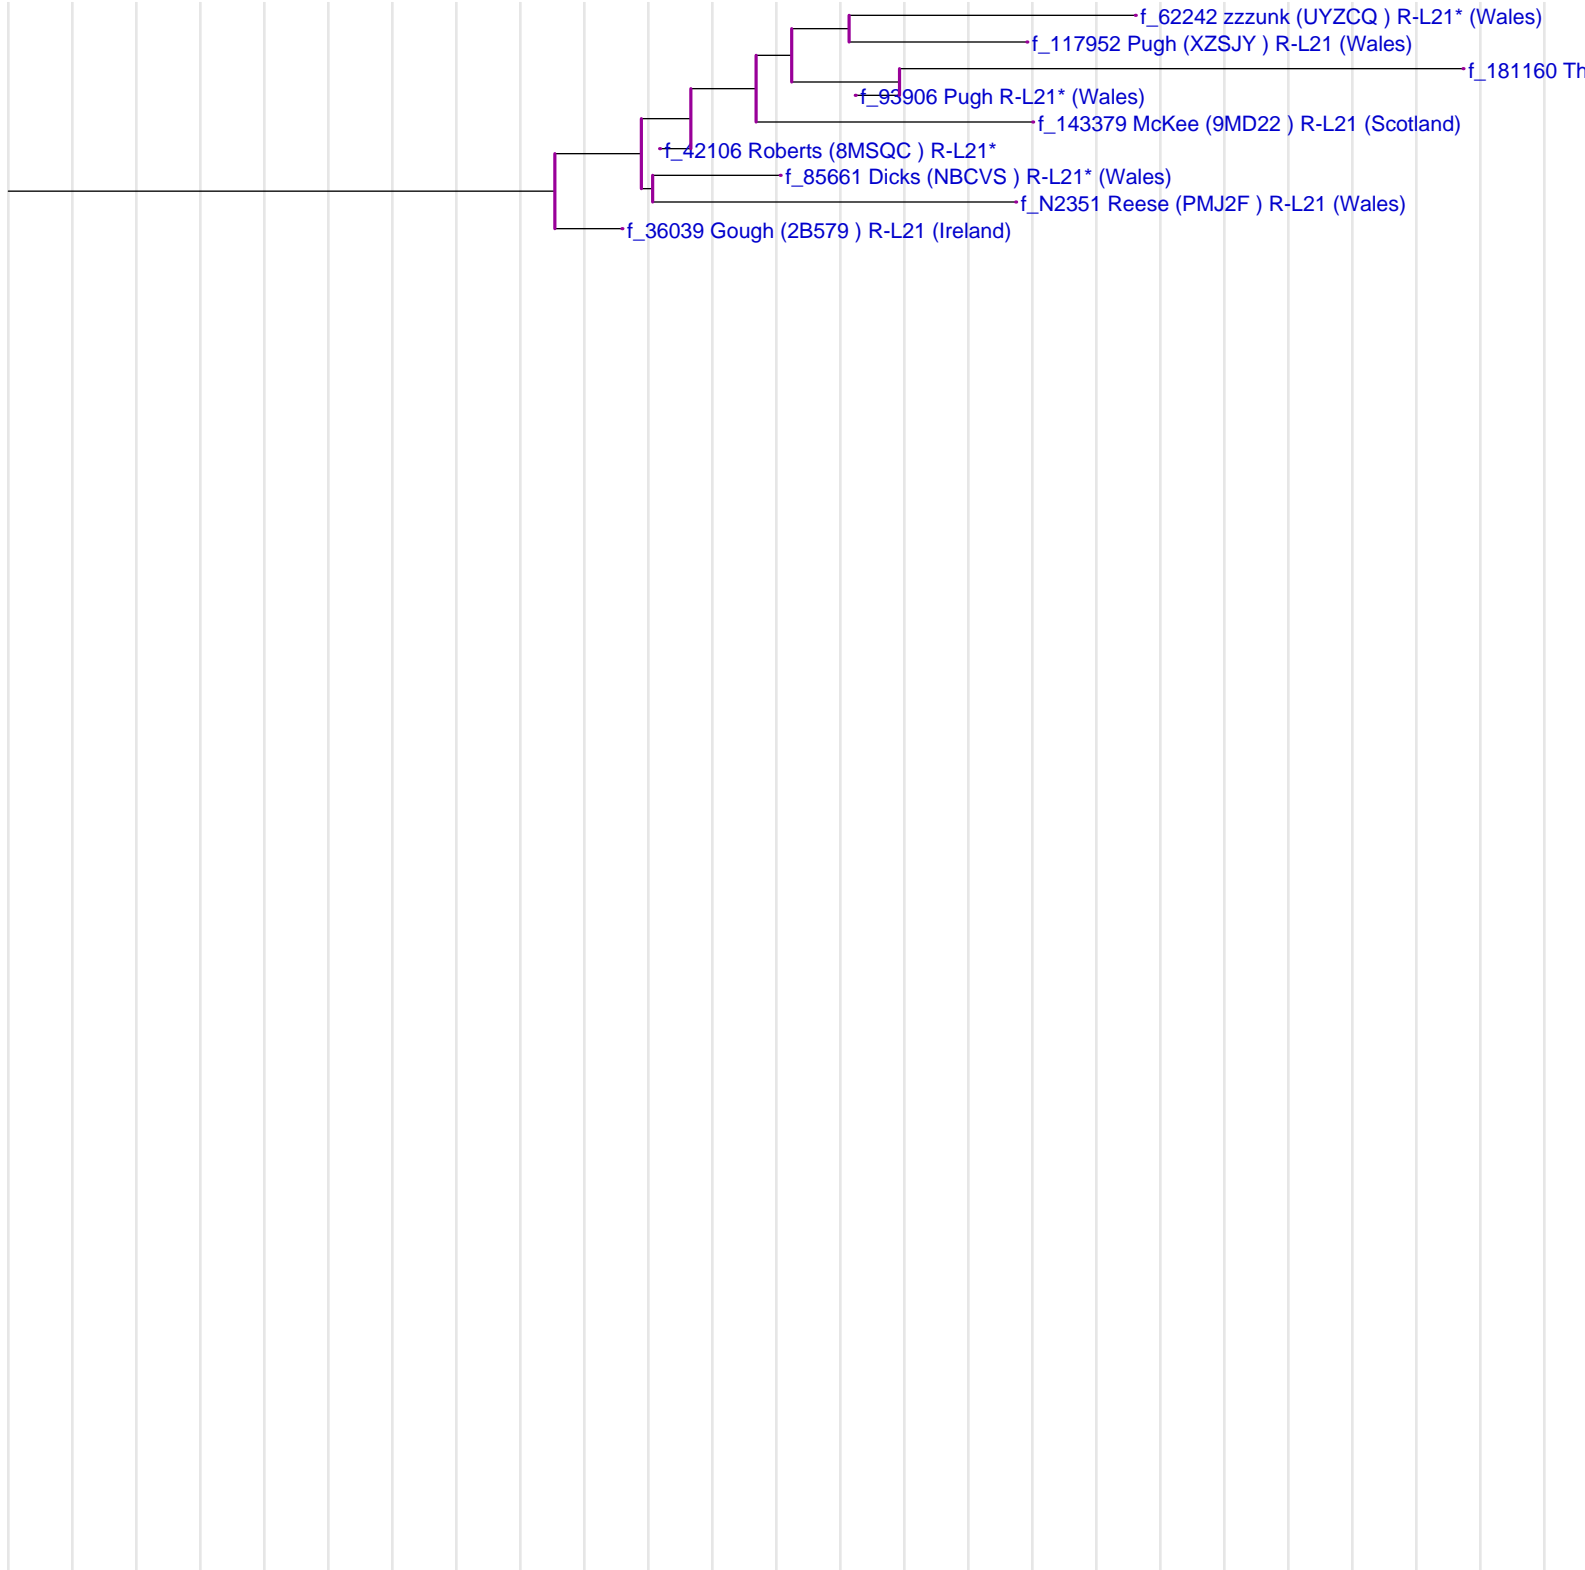 f_62242 zzzunk (UYZCQ ) R-L21* (Wales)
f_117952 Pugh (XZSJY ) R-L21 (Wales)
f_181160 Th
f_93906 Pugh R-L21* (Wales)
f_143379 McKee (9MD22 ) R-L21 (Scotland)
f_42106 Roberts (8MSQC ) R-L21*
f_85661 Dicks (NBCVS ) R-L21* (Wales)
f_N2351 Reese (PMJ2F ) R-L21 (Wales)
f_36039 Gough (2B579 ) R-L21 (Ireland)